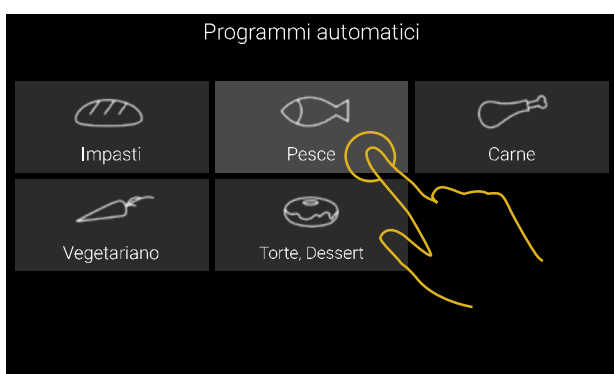 Programmi automatici
Impasti
Pesce
Carne
Vegetariano
Torte, Dessert